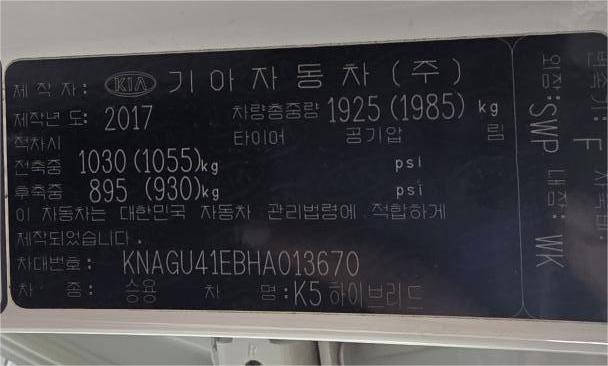 제작자: KIA 기아자동차(주)
제작년도: 2017 차량총중량 1925 (1985) kg
적차시 타이어 공기압 림
전축중 1030 (1055)kg psi
후축중 895 (930)kg psi
이 자동차는 대한민국 자동차 관리법령에 적합하게
제작되었습니다.
차대번호: KNAGU41EBHA013670
차 종: 승용 차 명:K5 하이브리드
외장: SWP 내장: WK
F